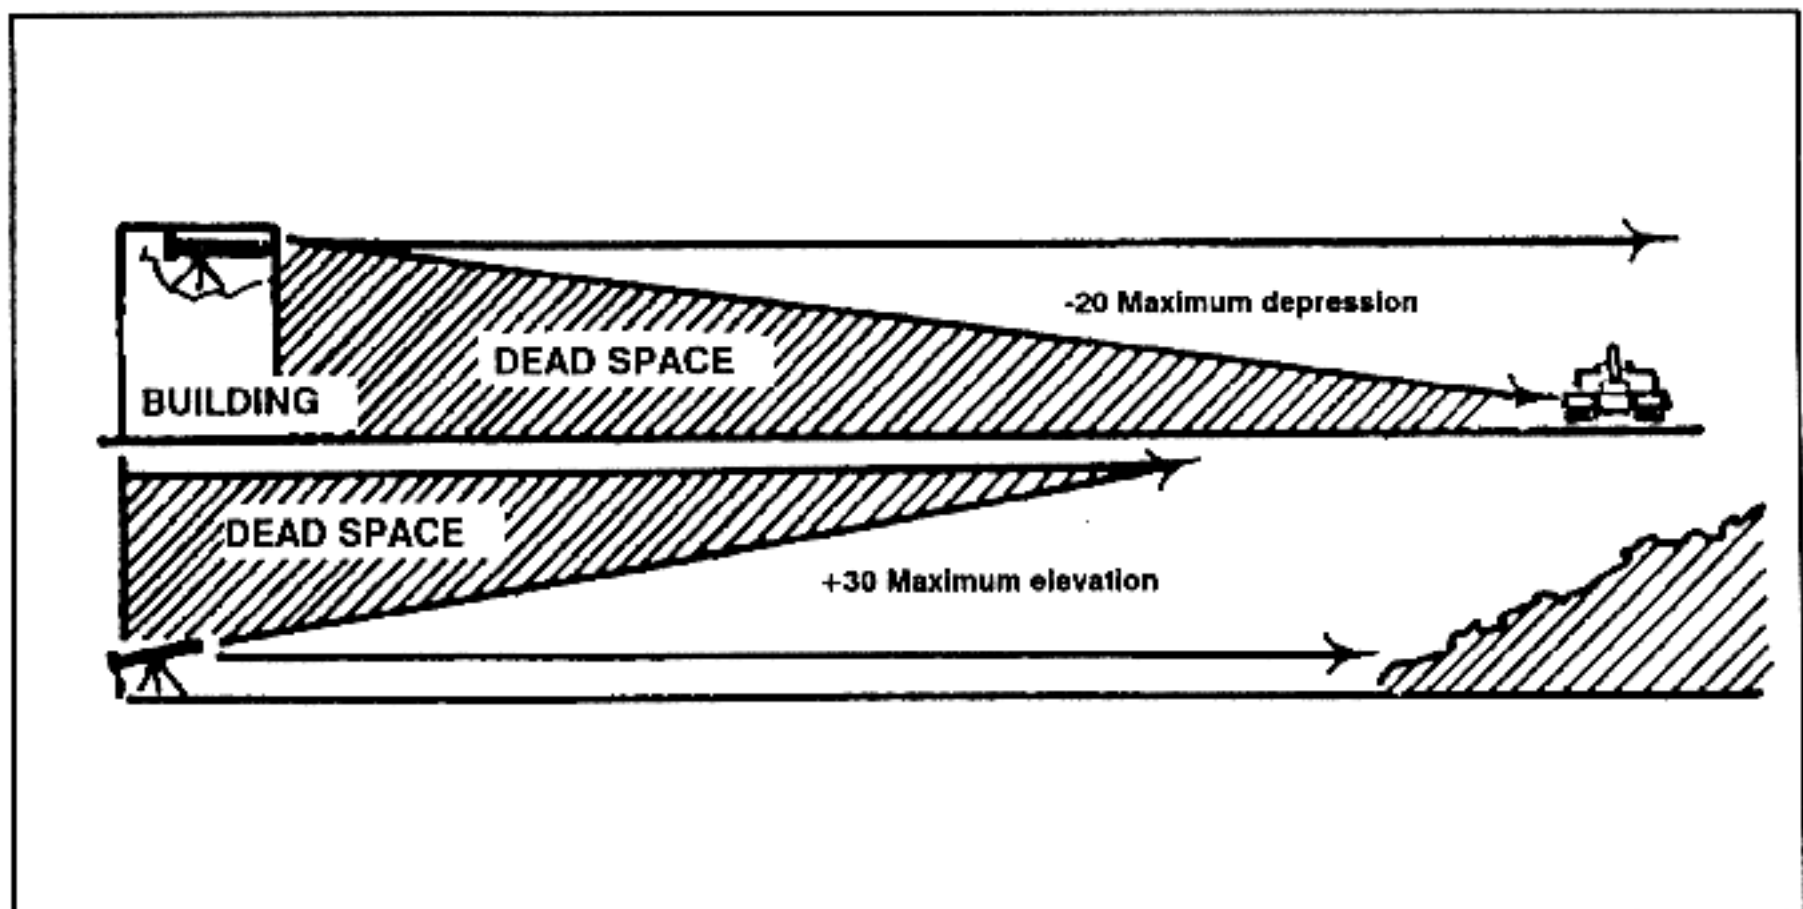 -20 Maximum depression
DEAD SPACE
BUILDING
DEAD SPACE
+30 Maximum elevation